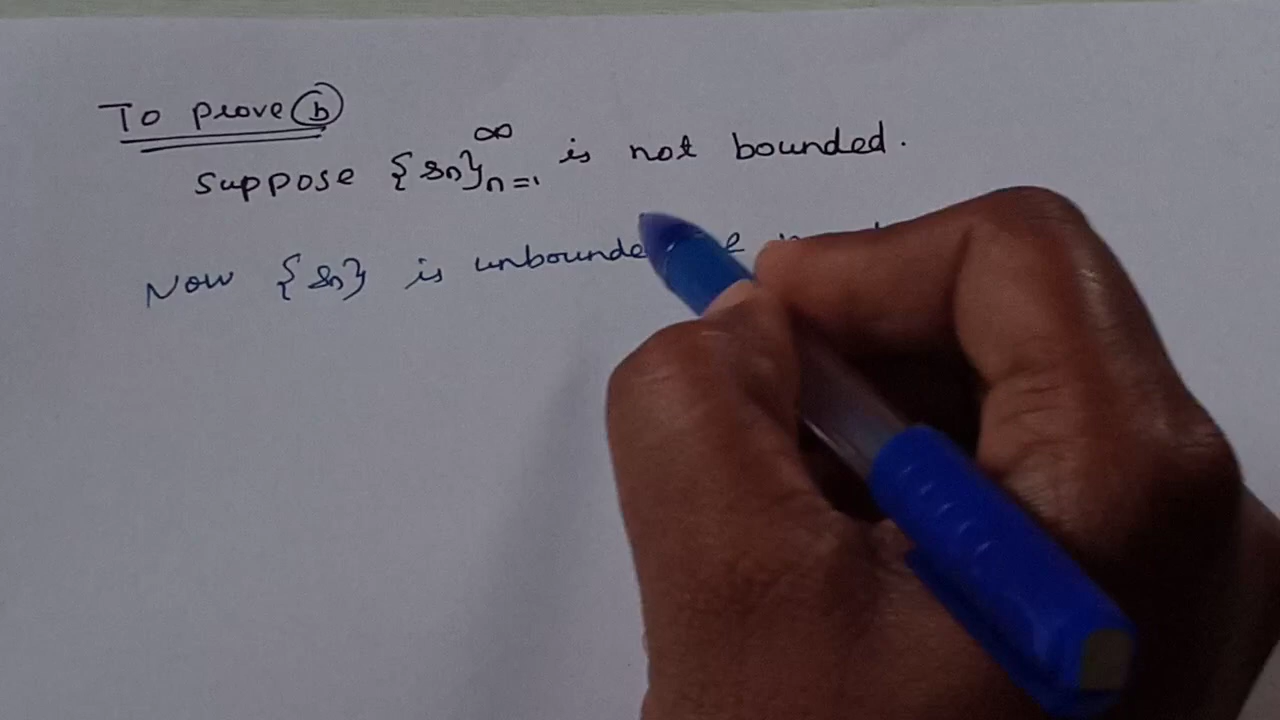 To prove (b)
suppose {sn}∞n=1 is not bounded.
Now {sn} is unbounde